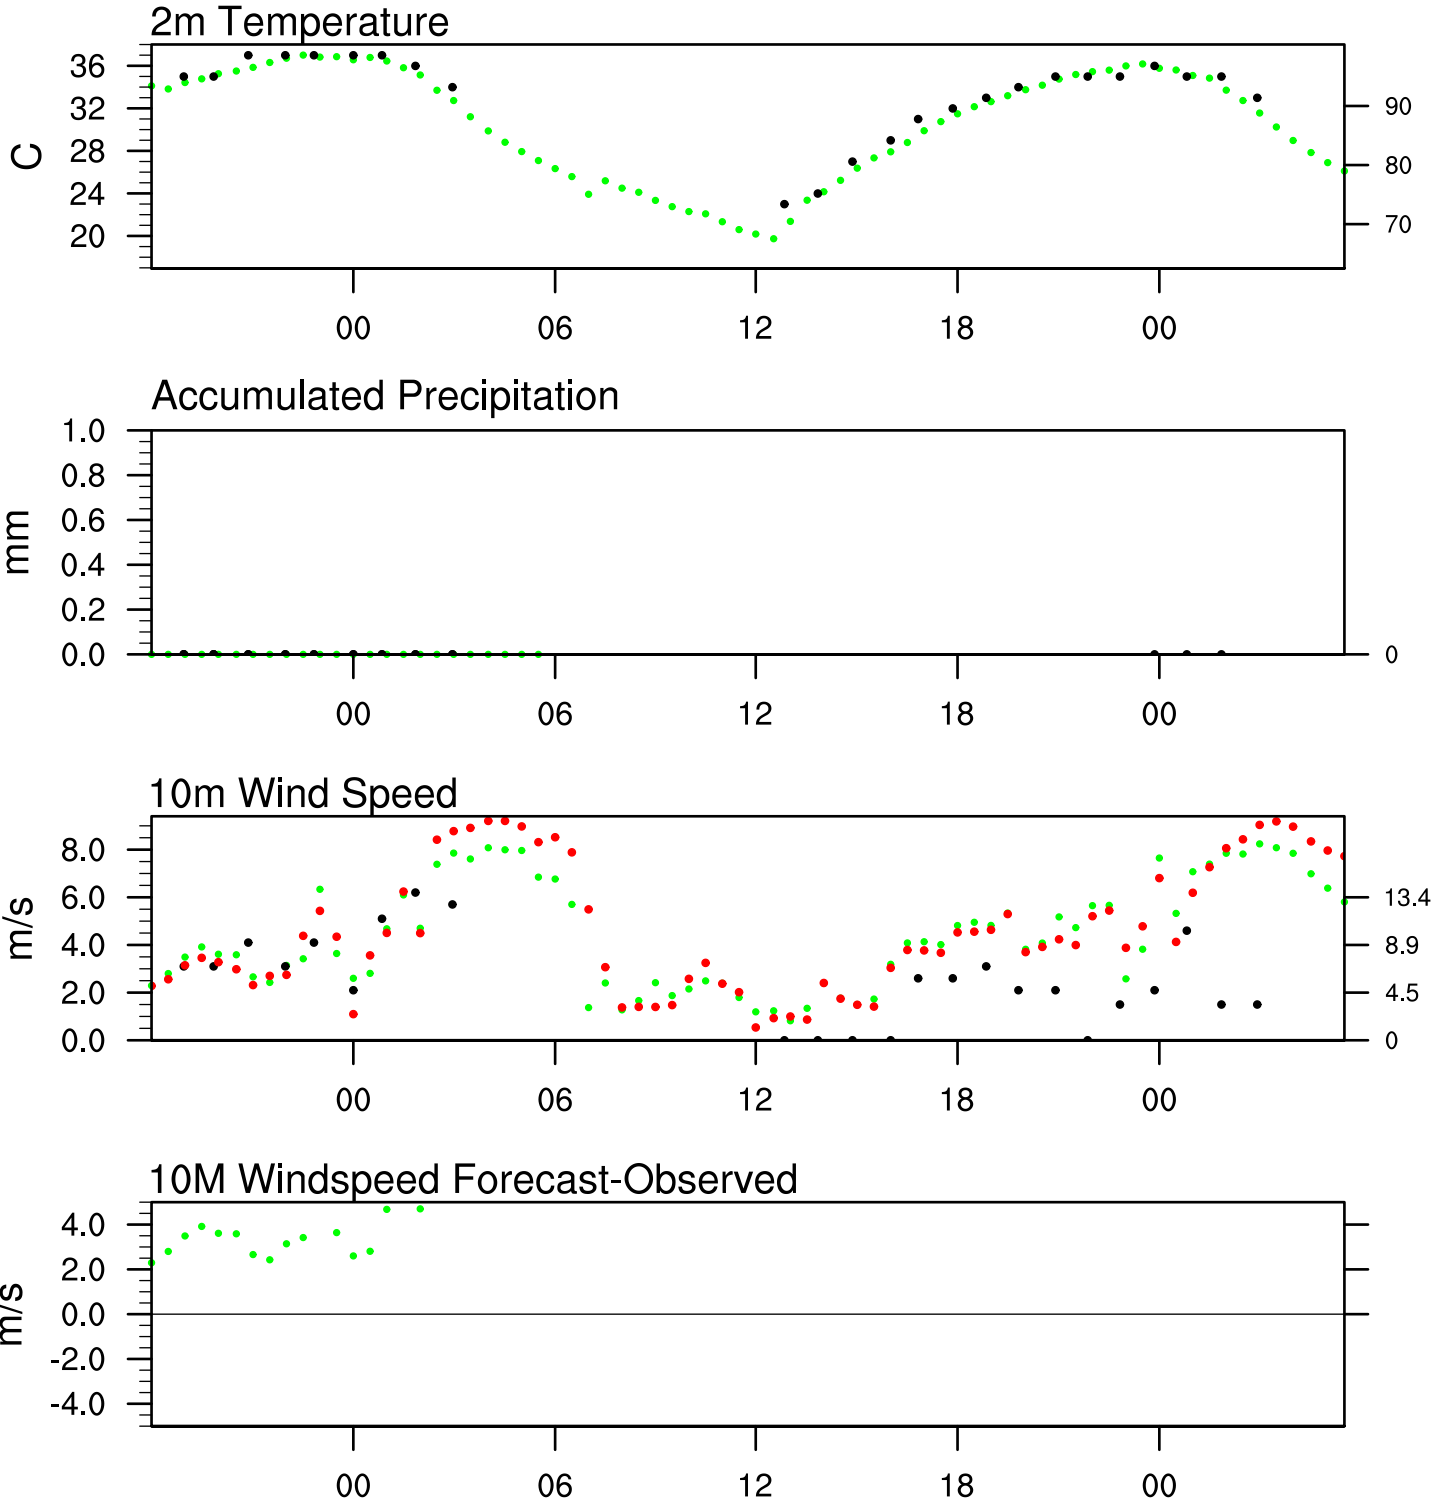 2m Temperature
36
32
28
24
20
C
90
80
70
00 06 12 18 00
Accumulated Precipitation
1.0
0.8
0.6
0.4
0.2
0.0
mm
0
00 06 12 18 00
10m Wind Speed
8.0
6.0
4.0
2.0
0.0
m/s
13.4
8.9
4.5
0
00 06 12 18 00
10M Windspeed Forecast-Observed
4.0
2.0
0.0
-2.0
-4.0
m/s
00 06 12 18 00